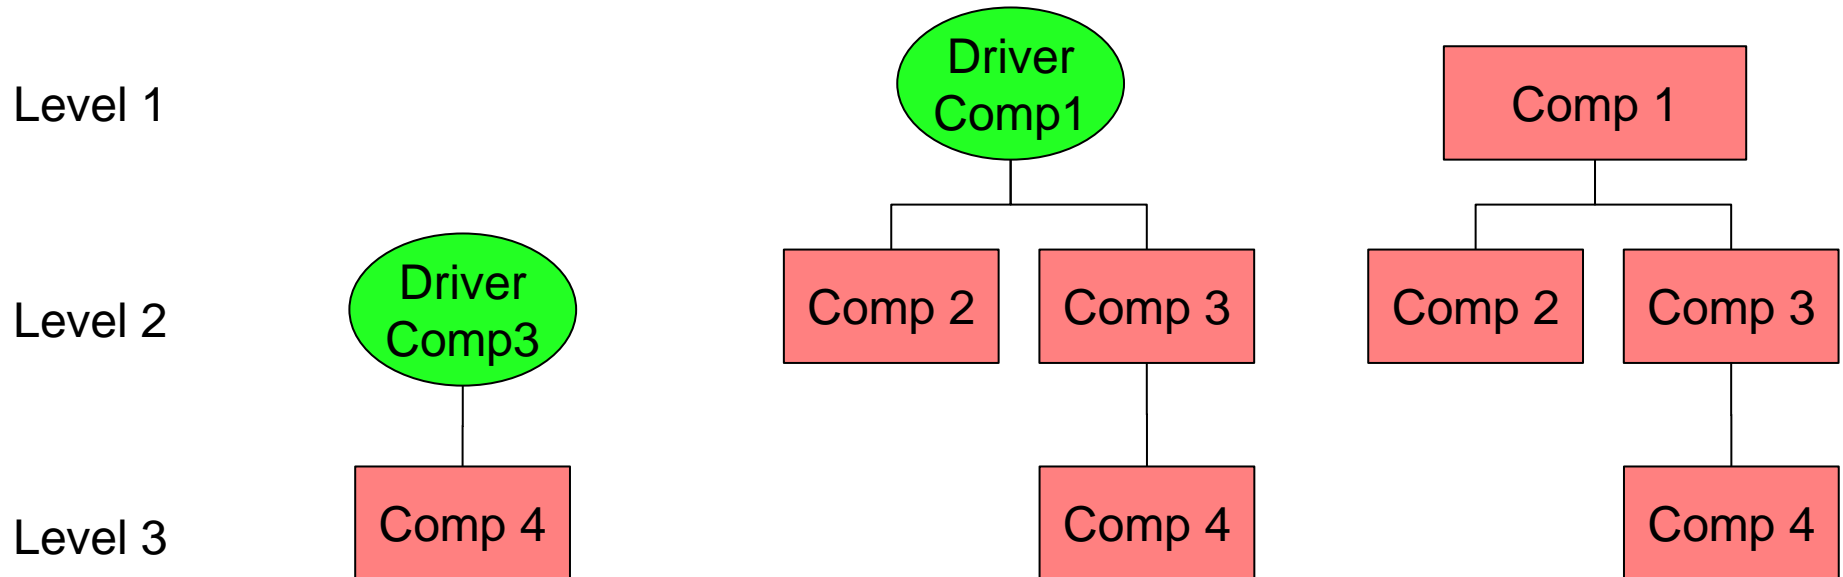 Level 1
Driver
Comp1
Comp 1
Level 2
Driver
Comp3
Comp 2
Comp 3
Comp 2
Comp 3
Level 3
Comp 4
Comp 4
Comp 4